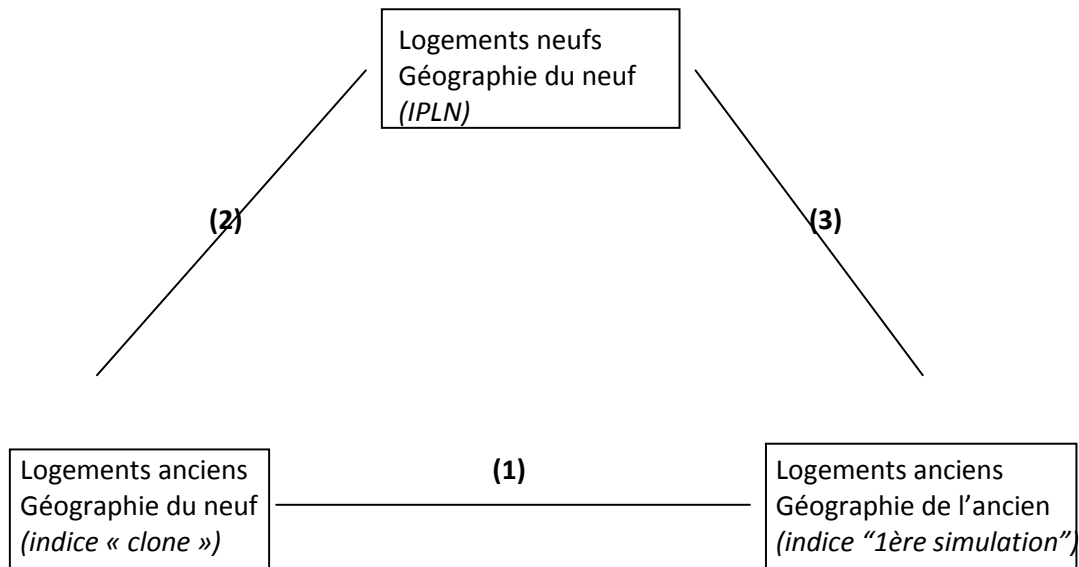 Logements neufs
Géographie du neuf
(IPLN)
(2)
(3)
(1)
Logements anciens
Géographie du neuf
(indice « clone »)
Logements anciens
Géographie de l’ancien
(indice “1ère simulation”)